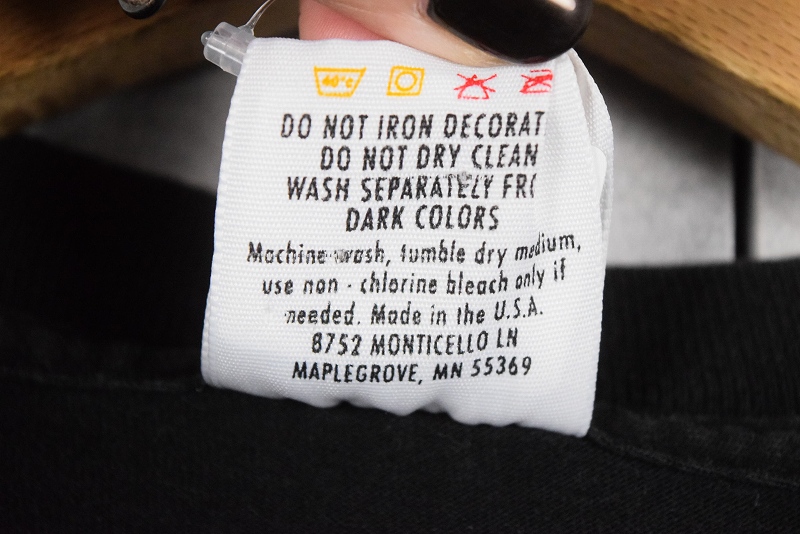 40°C
DO NOT IRON DECORAT
DO NOT DRY CLEAN
WASH SEPARATELY FR
DARK COLORS
Machine wash, tumble dry medium,
use non - chlorine bleach only if
needed. Made in the U.S.A.
8752 MONTICELLO LN
MAPLEGROVE, MN 55369